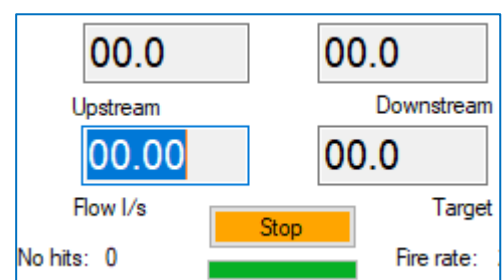 00.0 00.0
Upstream Downstream
00.00 00.0
Flow l/s Target
Stop
No hits: 0 Fire rate: